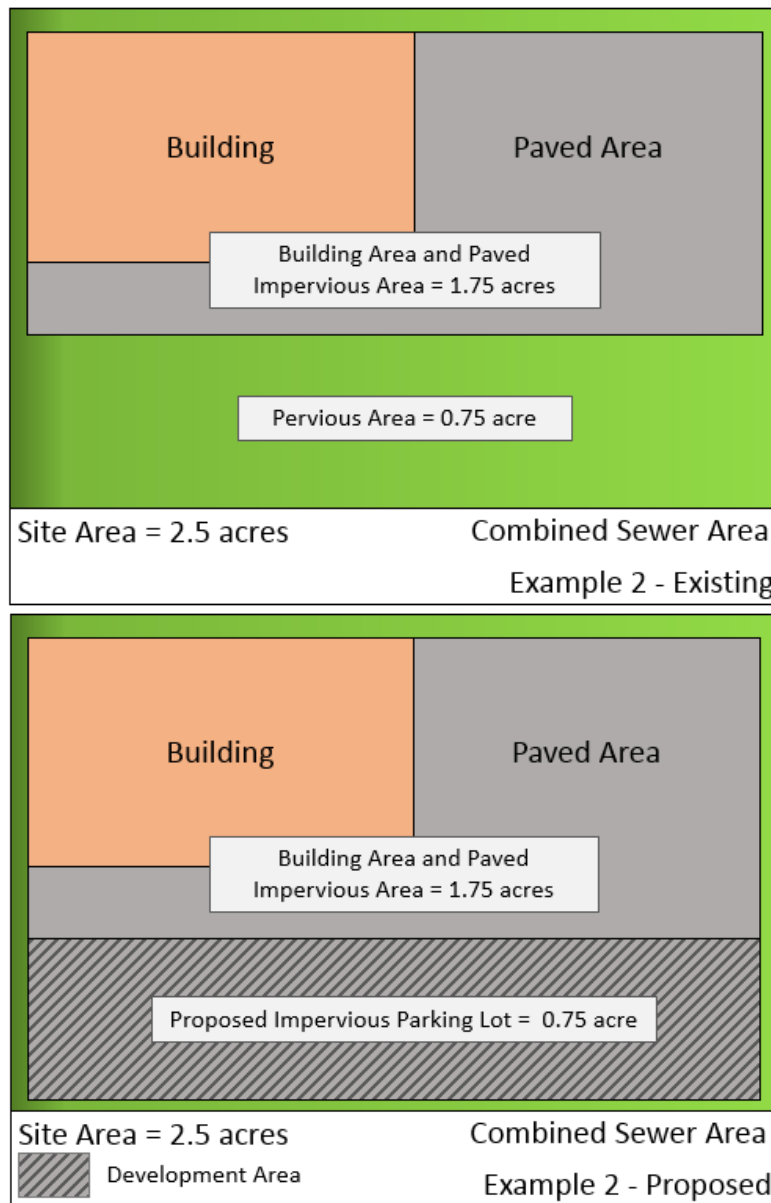 Building
Paved Area
Building Area and Paved
Impervious Area = 1.75 acres
Pervious Area = 0.75 acre
Site Area = 2.5 acres
Combined Sewer Area
Example 2 - Existing
Building
Paved Area
Building Area and Paved
Impervious Area = 1.75 acres
Proposed Impervious Parking Lot = 0.75 acre
Site Area = 2.5 acres
Combined Sewer Area
Development Area
Example 2 - Proposed